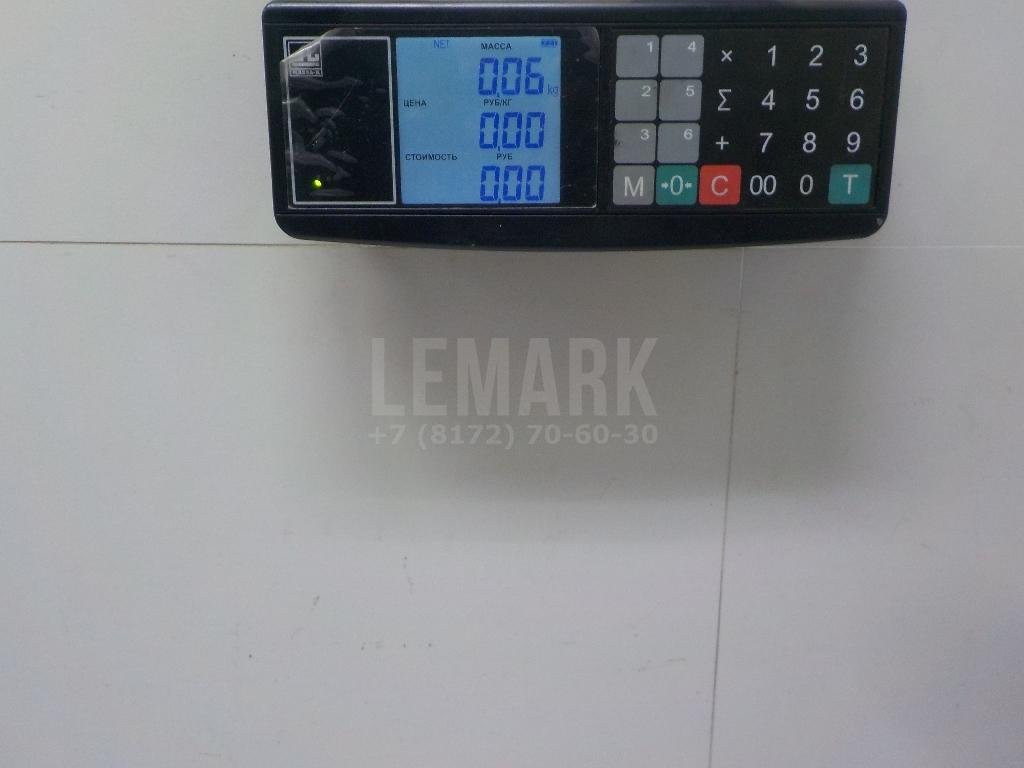 NET МАССА
0.06 kg
ЦЕНА РУБ/КГ
0.00
СТОИМОСТЬ РУБ
0.00
1 4 × 1 2 3
2 5 Σ 4 5 6
3 6 + 7 8 9
M →0← C 00 0 T
LEMARK
+7 (8172) 70-60-30